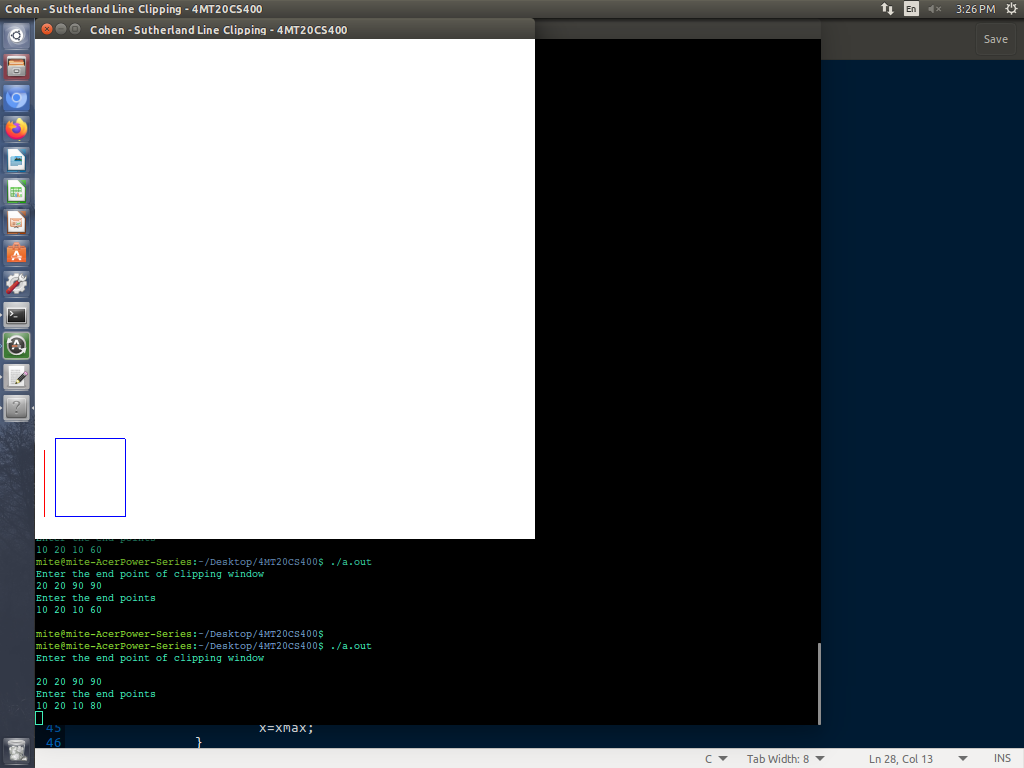 Cohen - Sutherland Line Clipping - 4MT20CS400
En
3:26 PM
Cohen - Sutherland Line Clipping - 4MT20CS400
Save
Enter the end points
10 20 10 60
mite@mite-AcerPower-Series:~/Desktop/4MT20CS400$ ./a.out
Enter the end point of clipping window
20 20 90 90
Enter the end points
10 20 10 60
mite@mite-AcerPower-Series:~/Desktop/4MT20CS400$
mite@mite-AcerPower-Series:~/Desktop/4MT20CS400$ ./a.out
Enter the end point of clipping window
20 20 90 90
Enter the end points
10 20 10 80
45 x=xmax;
46 }
C Tab Width: 8 Ln 28, Col 13 INS